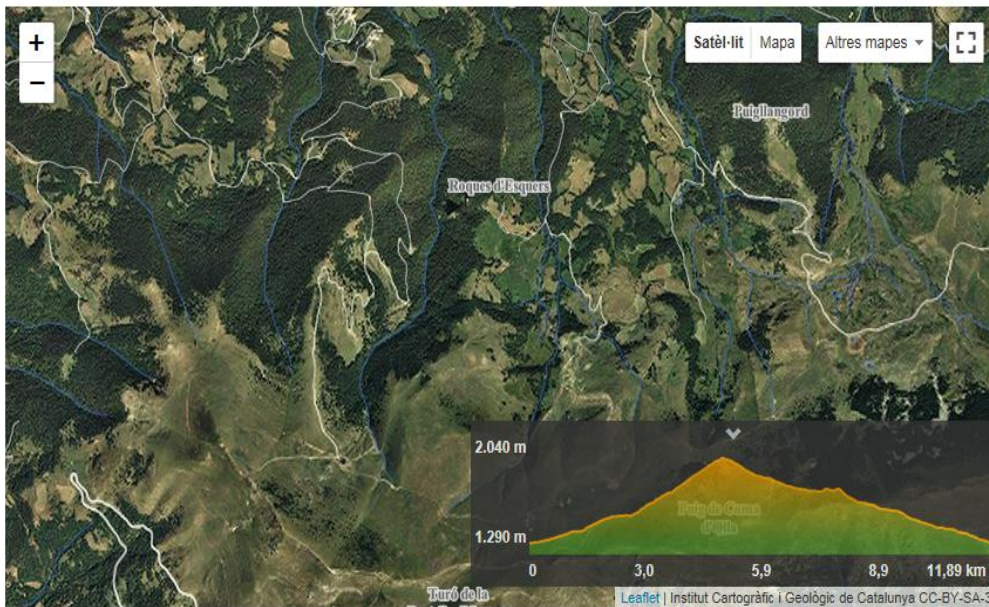 +
−
Satèl·lit Mapa
Altres mapes
Puigllangord
Roques d'Esquers
2.040 m
Puig de Coma
d'Olla
1.290 m
0 3,0 5,9 8,9 11,89 km
Turó de la
Leaflet | Institut Cartogràfic i Geològic de Catalunya CC-BY-SA-3